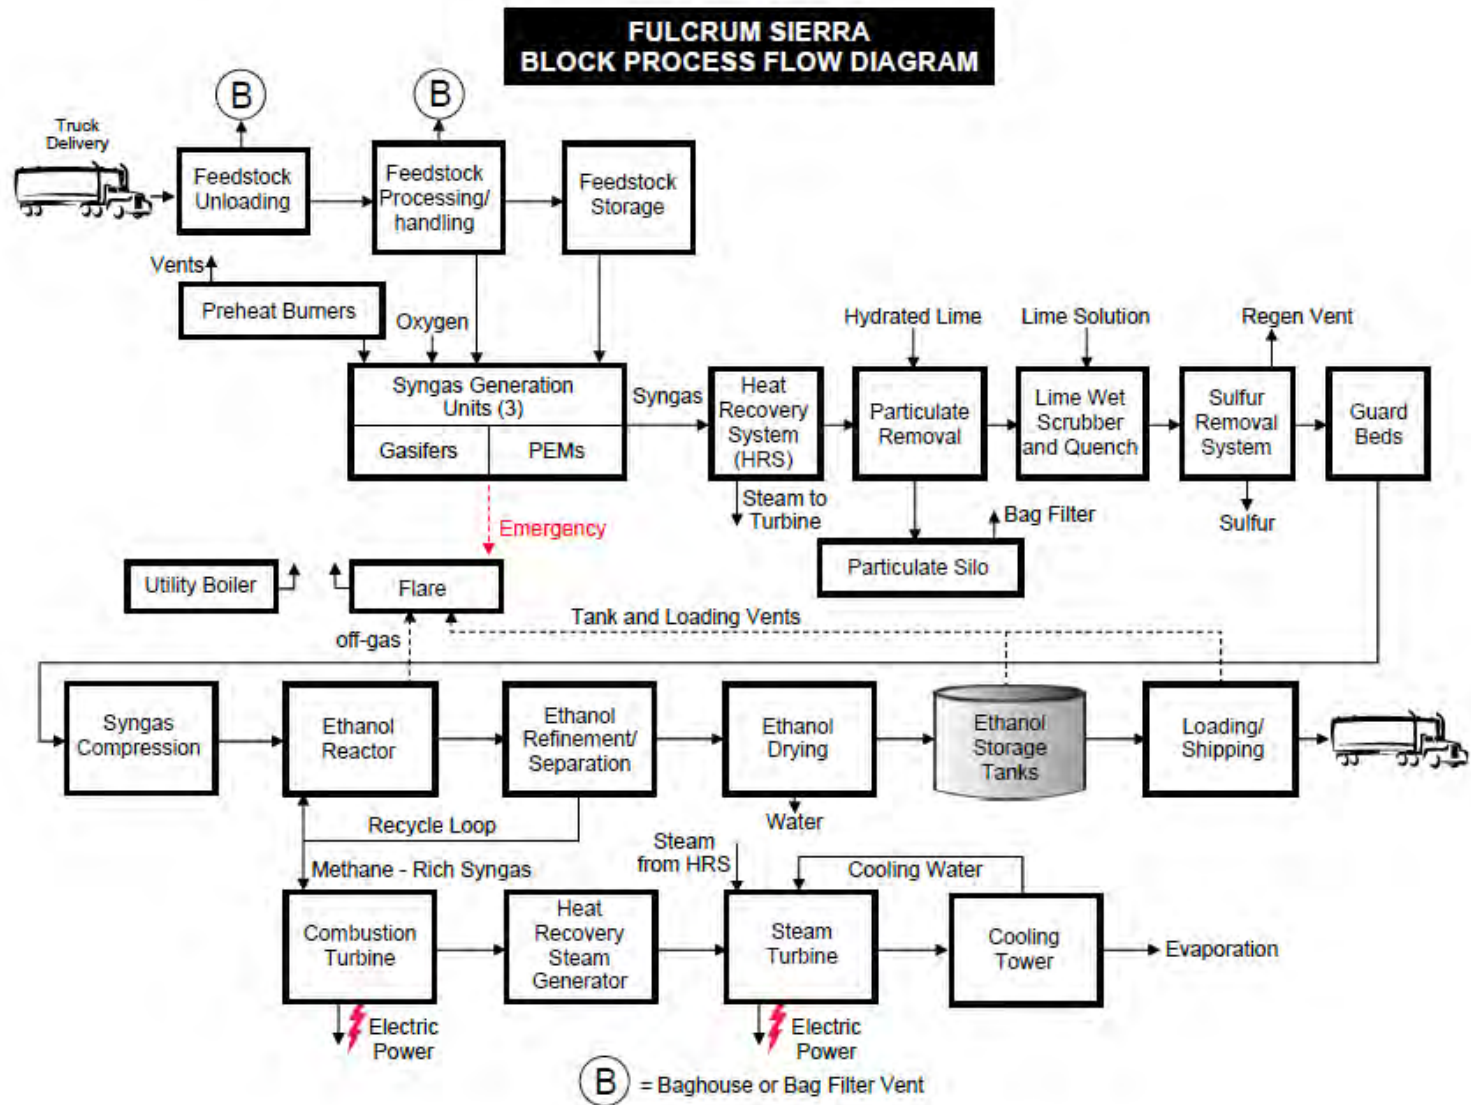 FULCRUM SIERRA
BLOCK PROCESS FLOW DIAGRAM
B
B
Truck
Delivery
Feedstock
Unloading
Feedstock
Processing/
handling
Feedstock
Storage
Vents
Preheat Burners
Oxygen
Hydrated Lime
Lime Solution
Regen Vent
Syngas Generation
Units (3)
Gasifers
PEMs
Syngas
Heat
Recovery
System
(HRS)
Particulate
Removal
Lime Wet
Scrubber
and Quench
Sulfur
Removal
System
Guard
Beds
Steam to
Turbine
Bag Filter
Sulfur
Emergency
Particulate Silo
Utility Boiler
Flare
Tank and Loading Vents
off-gas
Syngas
Compression
Ethanol
Reactor
Ethanol
Refinement/
Separation
Ethanol
Drying
Ethanol
Storage
Tanks
Loading/
Shipping
Water
Recycle Loop
Methane - Rich Syngas
Steam
from HRS
Cooling Water
Combustion
Turbine
Heat
Recovery
Steam
Generator
Steam
Turbine
Cooling
Tower
Evaporation
Electric
Power
Electric
Power
B = Baghouse or Bag Filter Vent